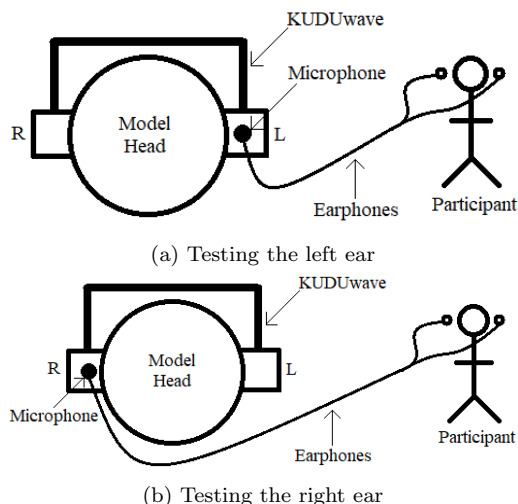 KUDUwave
Microphone
R
Model
Head
L
Earphones
Participant
(a) Testing the left ear
KUDUwave
R
Model
Head
L
Microphone
Earphones
Participant
(b) Testing the right ear